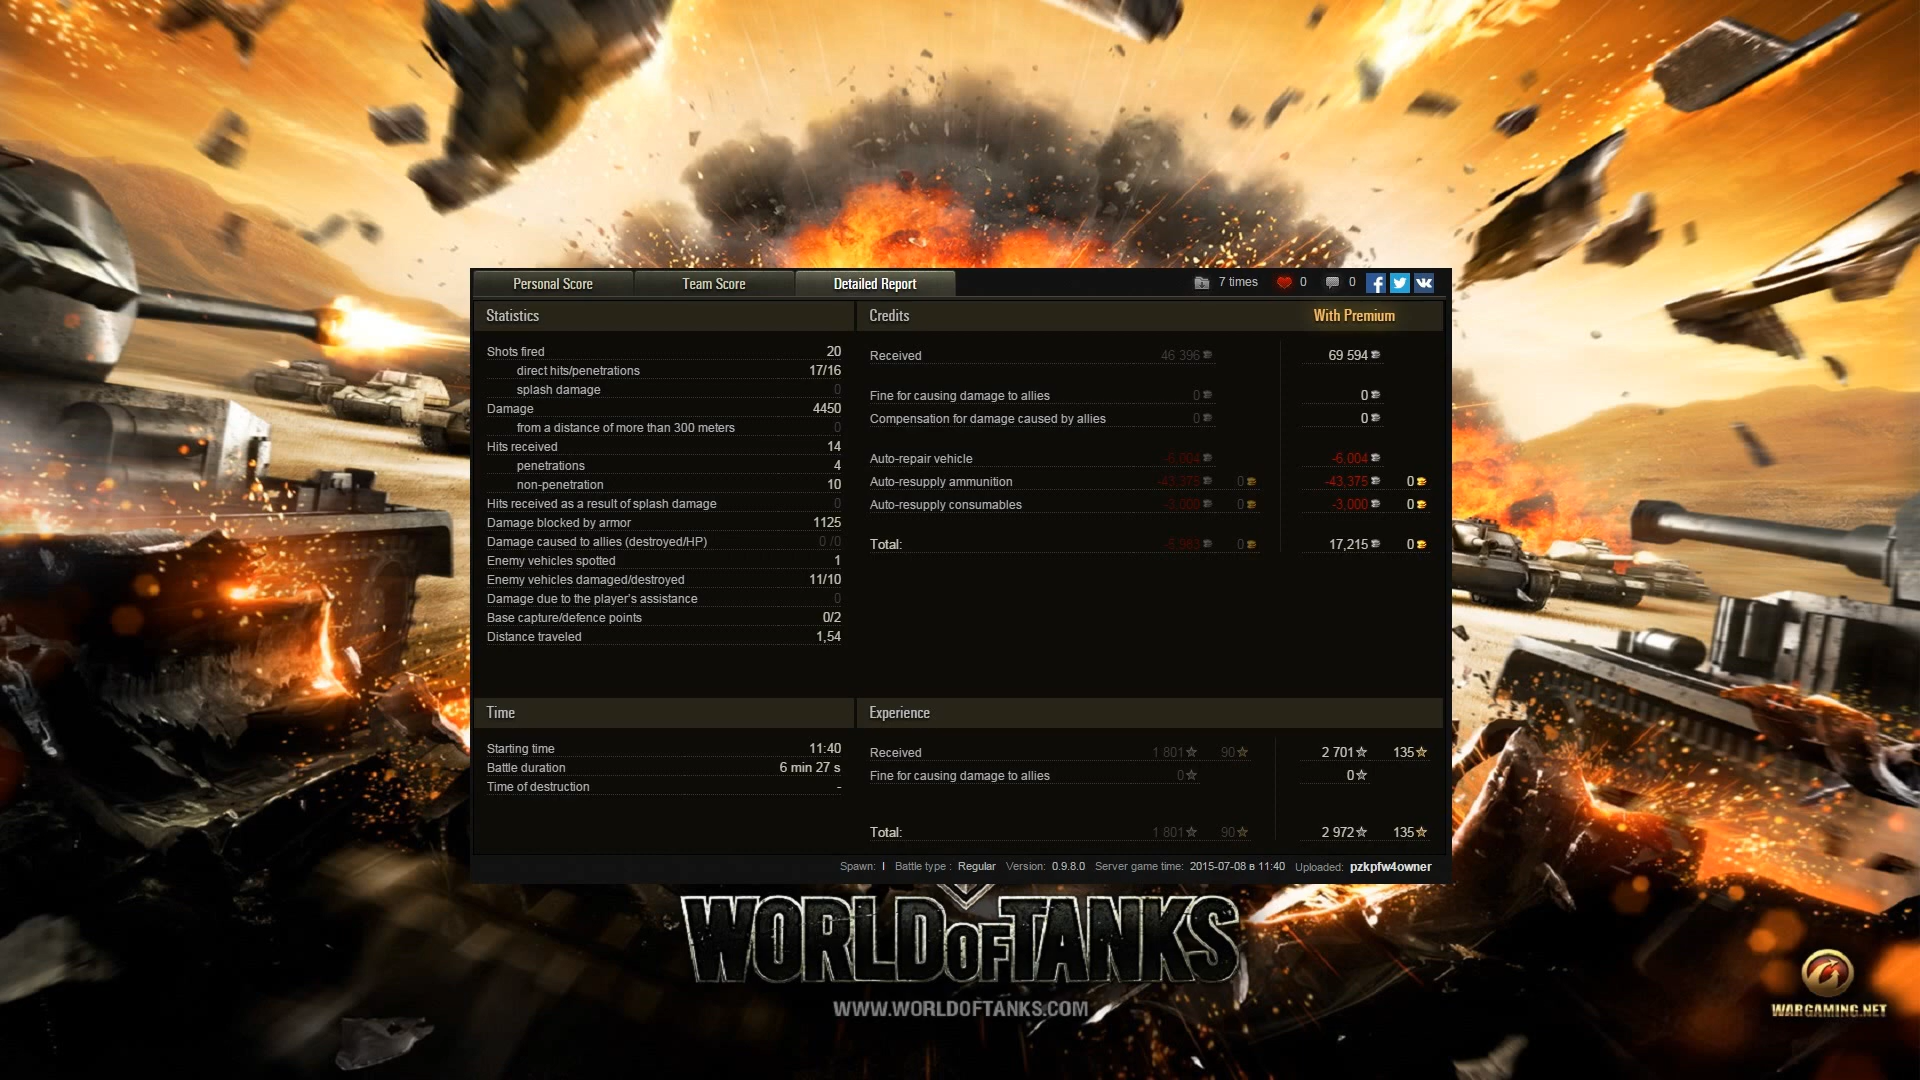 Personal Score Team Score Detailed Report 7 times 0 0
Statistics
Shots fired 20
direct hits/penetrations 17/16
splash damage 0
Damage 4450
from a distance of more than 300 meters 0
Hits received 14
penetrations 4
non-penetration 10
Hits received as a result of splash damage 0
Damage blocked by armor 1125
Damage caused to allies (destroyed/HP) 0 /0
Enemy vehicles spotted 1
Enemy vehicles damaged/destroyed 11/10
Damage due to the player's assistance 0
Base capture/defence points 0/2
Distance traveled 1,54
Credits With Premium
Received 46 396 69 594
Fine for causing damage to allies 0 0
Compensation for damage caused by allies 0 0
Auto-repair vehicle -6,004 -6,004
Auto-resupply ammunition -43,375 0 -43,375 0
Auto-resupply consumables -3,000 0 -3,000 0
Total: -5,983 0 17,215 0
Time
Starting time 11:40
Battle duration 6 min 27 s
Time of destruction -
Experience
Received 1 801 90 2 701 135
Fine for causing damage to allies 0 0
Total: 1 801 90 2 972 135
Spawn: I Battle type : Regular Version: 0.9.8.0 Server game time: 2015-07-08 в 11:40 Uploaded: pzkpfw4owner
WORLD OF TANKS
WWW.WORLDOFTANKS.COM
WARGAMING.NET